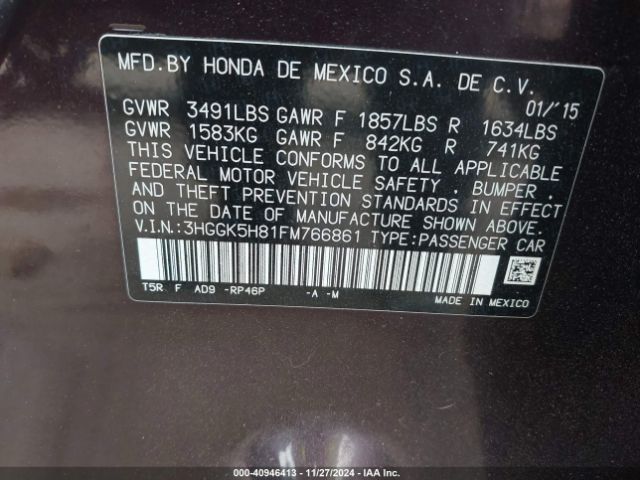 MFD.BY HONDA DE MEXICO S.A. DE C.V.
01/'15
GVWR 3491LBS GAWR F 1857LBS R 1634LBS
GVWR 1583KG GAWR F 842KG R 741KG
THIS VEHICLE CONFORMS TO ALL APPLICABLE
FEDERAL MOTOR VEHICLE SAFETY , BUMPER ,
AND THEFT PREVENTION STANDARDS IN EFFECT
ON THE DATE OF MANUFACTURE SHOWN ABOVE.
V.I.N.:3HGGK5H81FM766861 TYPE:PASSENGER CAR
T5R F AD9 -RP46P -A -M
MADE IN MEXICO
000-40946413 - 11/27/2024 - IAA Inc.